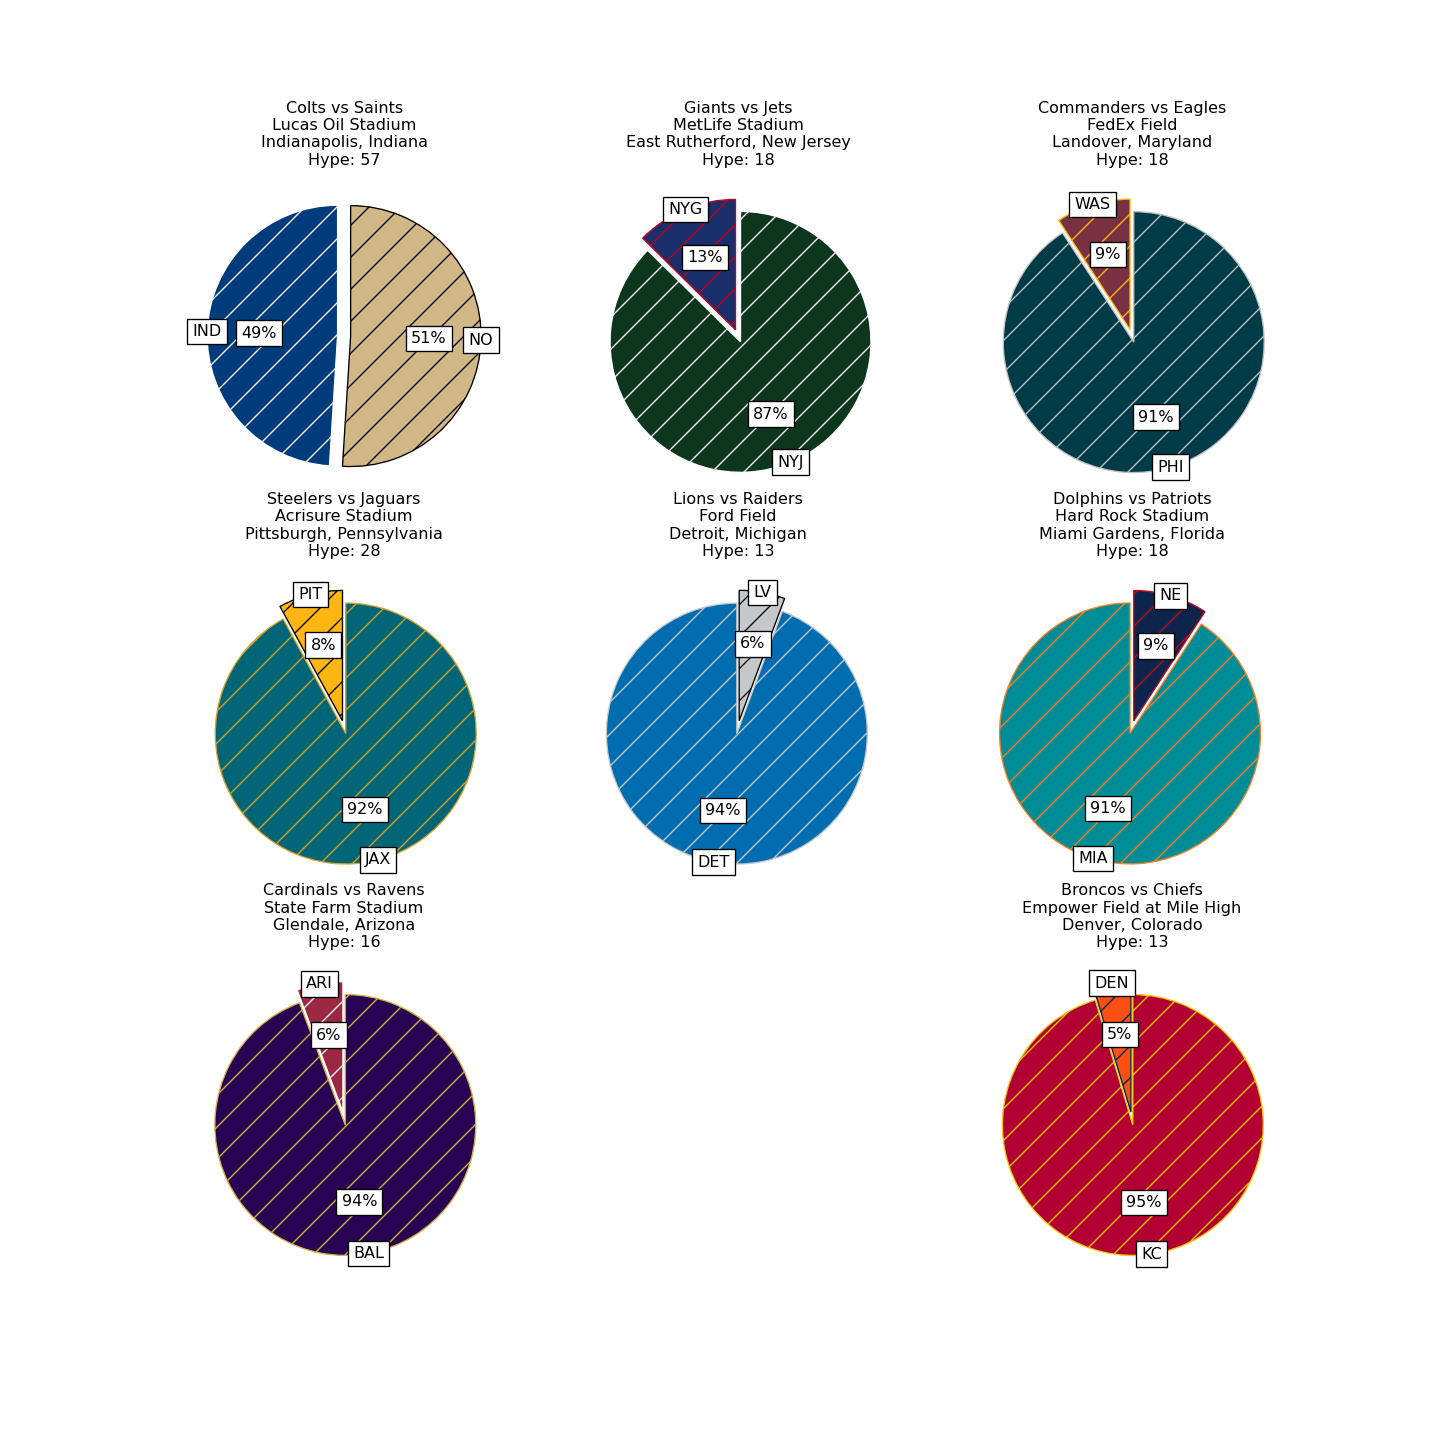 Colts vs Saints
Lucas Oil Stadium
Indianapolis, Indiana
Hype: 57
IND
49%
51%
NO
Giants vs Jets
MetLife Stadium
East Rutherford, New Jersey
Hype: 18
NYG
13%
87%
NYJ
Commanders vs Eagles
FedEx Field
Landover, Maryland
Hype: 18
WAS
9%
91%
PHI
Steelers vs Jaguars
Acrisure Stadium
Pittsburgh, Pennsylvania
Hype: 28
PIT
8%
92%
JAX
Lions vs Raiders
Ford Field
Detroit, Michigan
Hype: 13
LV
6%
94%
DET
Dolphins vs Patriots
Hard Rock Stadium
Miami Gardens, Florida
Hype: 18
NE
9%
91%
MIA
Cardinals vs Ravens
State Farm Stadium
Glendale, Arizona
Hype: 16
ARI
6%
94%
BAL
Broncos vs Chiefs
Empower Field at Mile High
Denver, Colorado
Hype: 13
DEN
5%
95%
KC